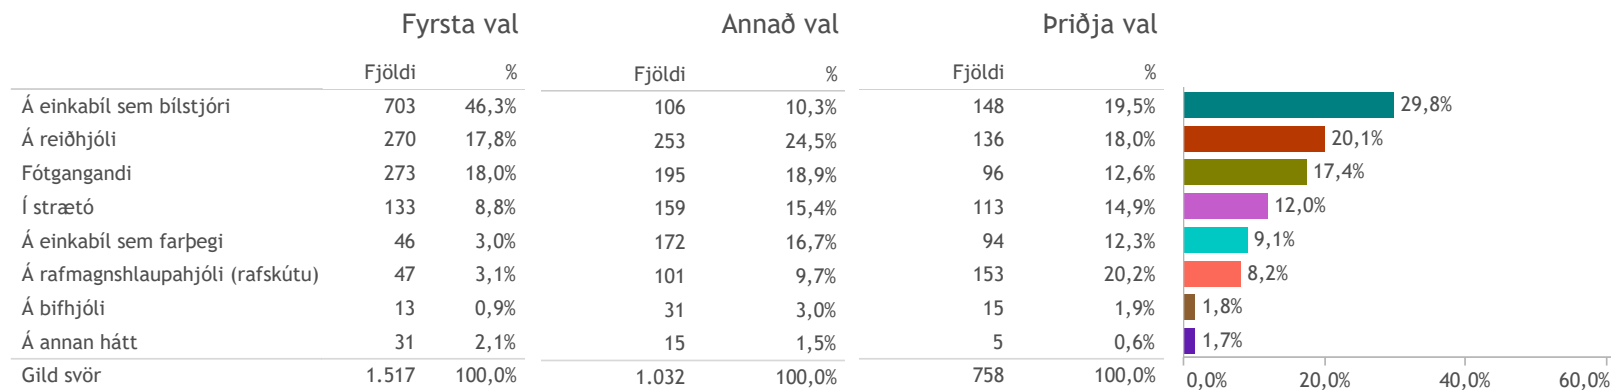 Fyrsta val Annað val Þriðja val
Fjöldi % Fjöldi % Fjöldi %
Á einkabíl sem bílstjóri 703 46,3% 106 10,3% 148 19,5% 29,8%
Á reiðhjóli 270 17,8% 253 24,5% 136 18,0% 20,1%
Fótgangandi 273 18,0% 195 18,9% 96 12,6% 17,4%
Í strætó 133 8,8% 159 15,4% 113 14,9% 12,0%
Á einkabíl sem farþegi 46 3,0% 172 16,7% 94 12,3% 9,1%
Á rafmagnshlaupahjóli (rafskútu) 47 3,1% 101 9,7% 153 20,2% 8,2%
Á bifhjóli 13 0,9% 31 3,0% 15 1,9% 1,8%
Á annan hátt 31 2,1% 15 1,5% 5 0,6% 1,7%
Gild svör 1.517 100,0% 1.032 100,0% 758 100,0% 0,0% 20,0% 40,0% 60,0%